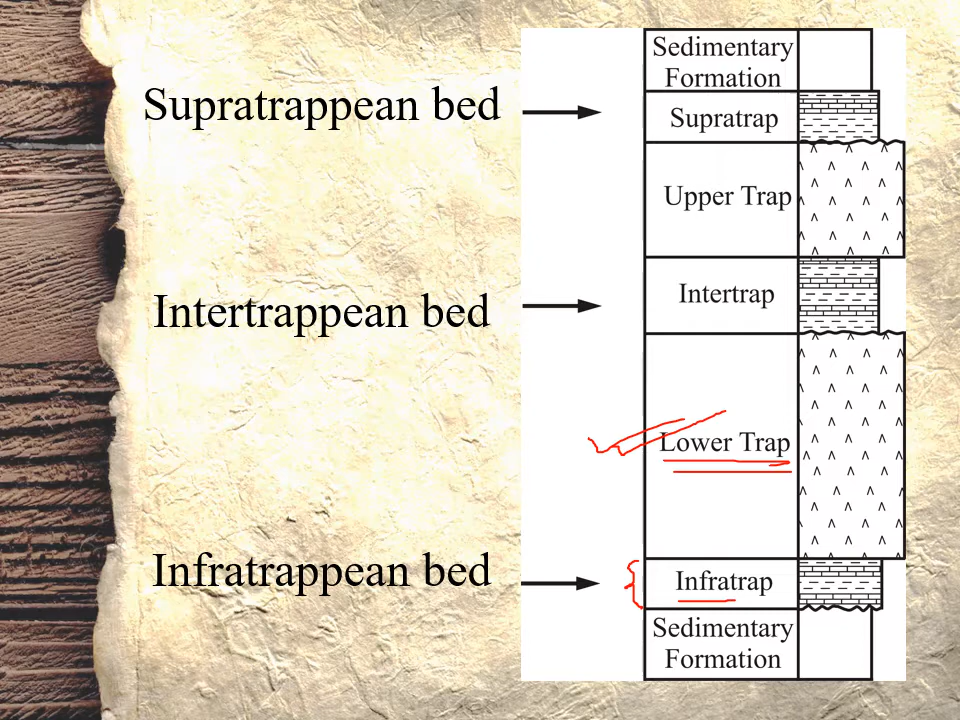 Sedimentary
Formation
Supratrappean bed
Supratrap
Upper Trap
Intertrap
Intertrappean bed
Lower Trap
Infratrappean bed
Infratrap
Sedimentary
Formation